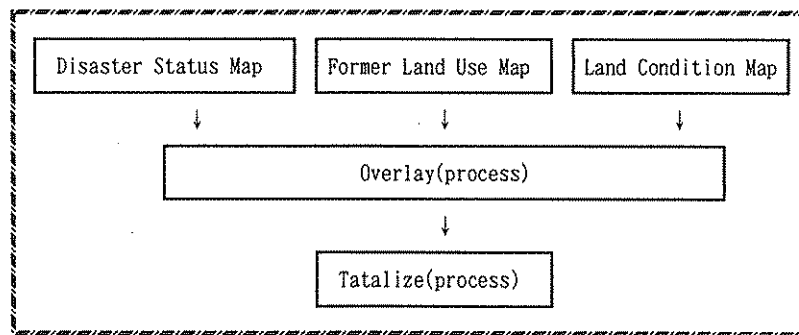 Disaster Status Map Former Land Use Map Land Condition Map
↓ ↓ ↓
Overlay(process)
↓
Tatalize(process)